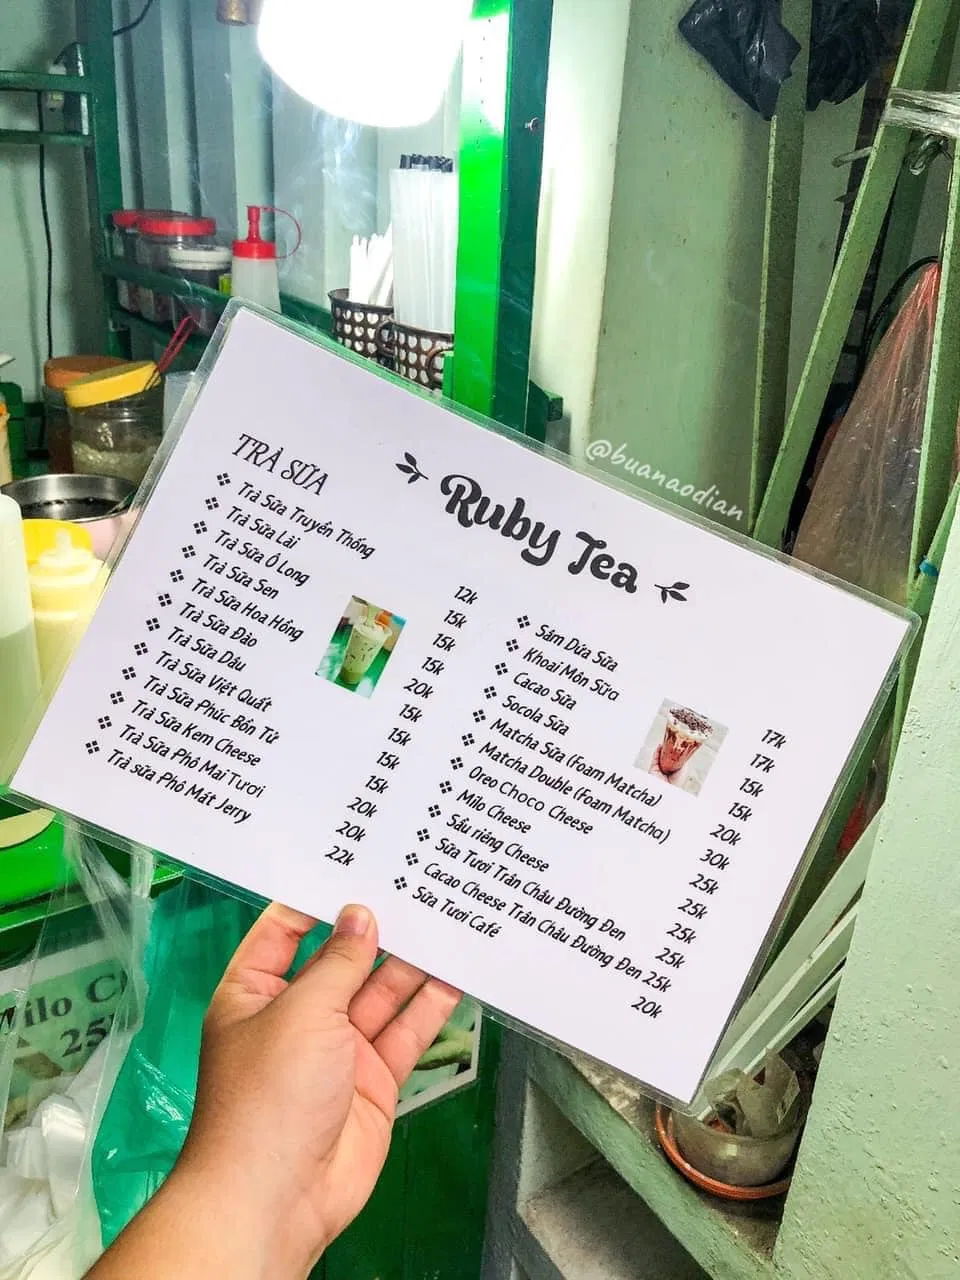 @buanaodian
Ruby Tea
TRÀ SỮA
Trà Sữa Truyền Thống 12k
Trà Sữa Lài 15k
Trà Sữa Ô Long 15k
Trà Sữa Sen 15k
Trà Sữa Hoa Hồng 20k
Trà Sữa Đào 15k
Trà Sữa Dâu 15k
Trà Sữa Việt Quất 15k
Trà Sữa Phúc Bồn Tử 15k
Trà Sữa Kem Cheese 20k
Trà Sữa Phô Mai Tươi 20k
Trà sữa Phô Mát Jerry 22k
Sâm Dứa Sữa 17k
Khoai Môn Sữa 17k
Cacao Sữa 15k
Socola Sữa 15k
Matcha Sữa (Foam Matcha) 20k
Matcha Double (Foam Matcha) 30k
Oreo Choco Cheese 25k
Milo Cheese 25k
Sầu riêng Cheese 25k
Sữa Tươi Trân Châu Đường Đen 25k
Cacao Cheese Trân Châu Đường Đen 25k
Sữa Tươi Café 20k